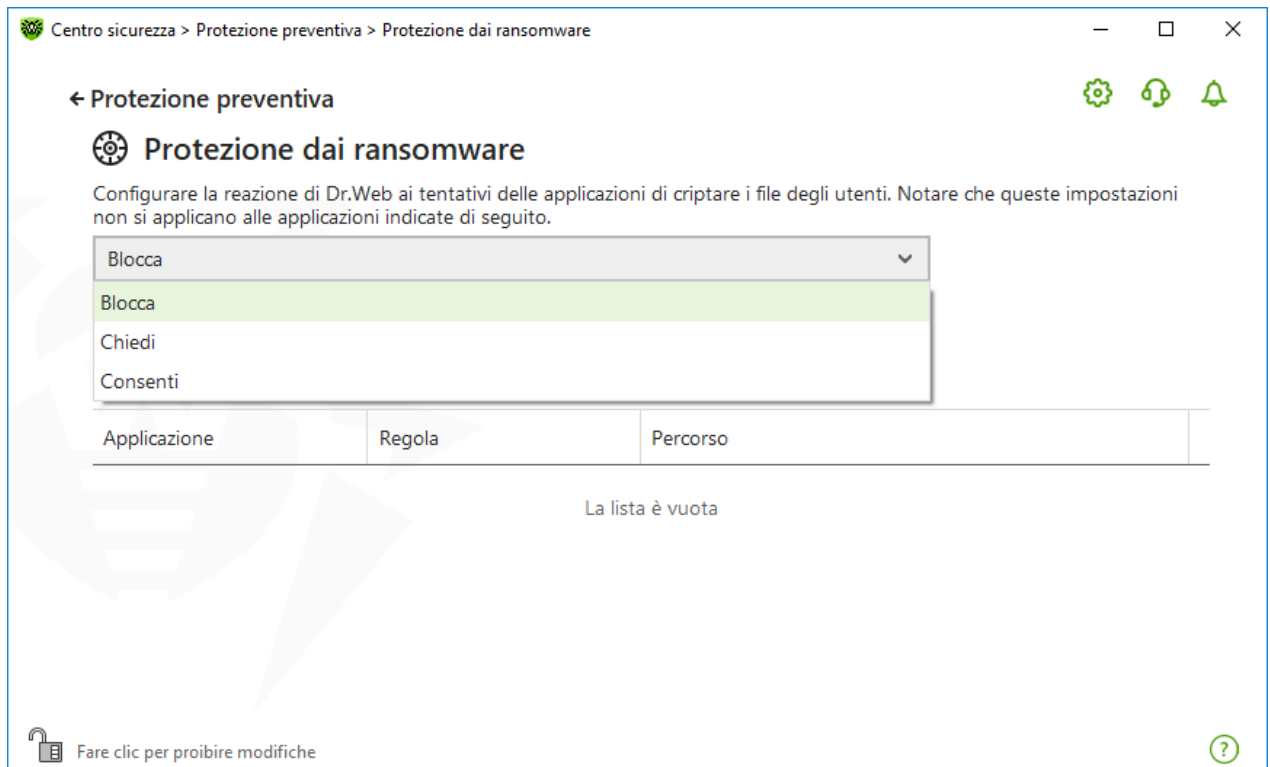 Centro sicurezza > Protezione preventiva > Protezione dai ransomware
Protezione preventiva
Protezione dai ransomware
Configurare la reazione di Dr.Web ai tentativi delle applicazioni di criptare i file degli utenti. Notare che queste impostazioni
non si applicano alle applicazioni indicate di seguito.
Blocca
Blocca
Chiedi
Consenti
Applicazione Regola Percorso
La lista è vuota
Fare clic per proibire modifiche
?